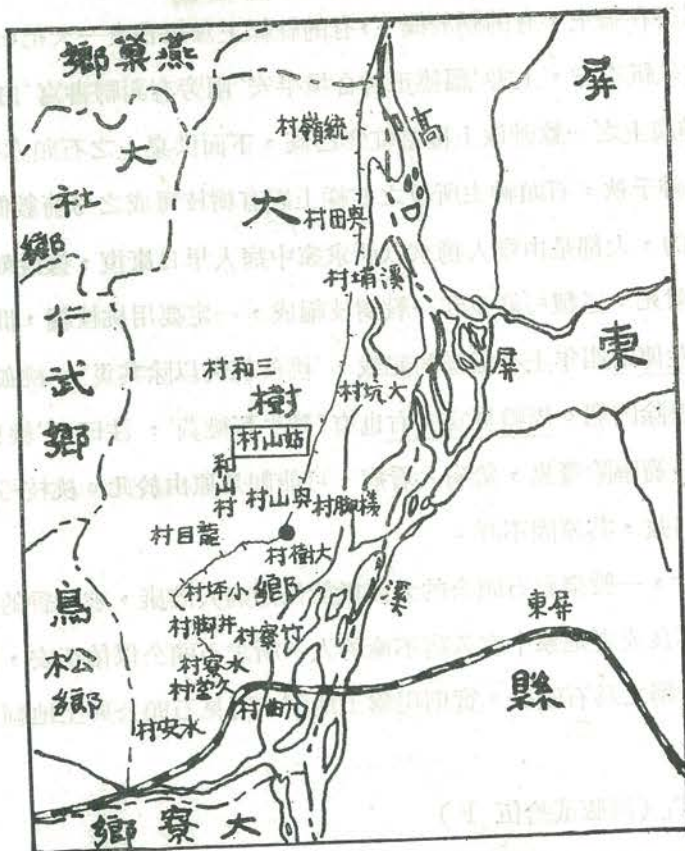 燕巢鄉
大社鄉
仁武鄉
鳥松鄉
大寮鄉
大樹鄉
高屏溪
屏東縣
統嶺村
興田村
溪埔村
大坑村
三和村
姑山村
和山村
興山村
檨脚村
龍目村
大樹村
小坪村
井脚村
竹寮村
水寮村
久堂村
九曲村
水安村
屏東